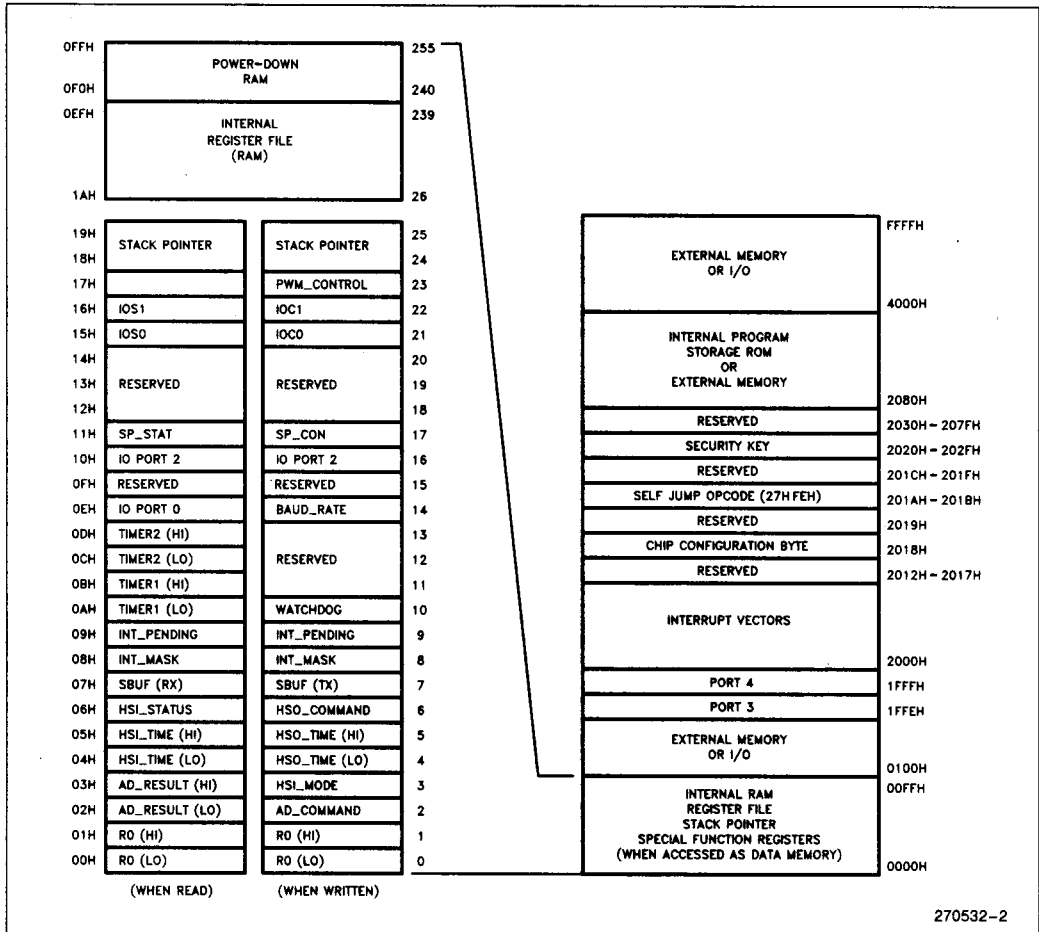 0FFH
POWER-DOWN
RAM
255
0F0H
240
0EFH
INTERNAL
REGISTER FILE
(RAM)
239
1AH
26
19H
STACK POINTER
STACK POINTER
25
18H
24
17H
PWM_CONTROL
23
16H
IOS1
IOC1
22
15H
IOS0
IOC0
21
14H
20
13H
RESERVED
RESERVED
19
12H
18
11H
SP_STAT
SP_CON
17
10H
IO PORT 2
IO PORT 2
16
0FH
RESERVED
RESERVED
15
0EH
IO PORT 0
BAUD_RATE
14
0DH
TIMER2 (HI)
13
0CH
TIMER2 (LO)
RESERVED
12
0BH
TIMER1 (HI)
11
0AH
TIMER1 (LO)
WATCHDOG
10
09H
INT_PENDING
INT_PENDING
9
08H
INT_MASK
INT_MASK
8
07H
SBUF (RX)
SBUF (TX)
7
06H
HSI_STATUS
HSO_COMMAND
6
05H
HSI_TIME (HI)
HSO_TIME (HI)
5
04H
HSI_TIME (LO)
HSO_TIME (LO)
4
03H
AD_RESULT (HI)
HSI_MODE
3
02H
AD_RESULT (LO)
AD_COMMAND
2
01H
R0 (HI)
R0 (HI)
1
00H
R0 (LO)
R0 (LO)
0
(WHEN READ)
(WHEN WRITTEN)
FFFFH
EXTERNAL MEMORY
OR I/O
4000H
INTERNAL PROGRAM
STORAGE ROM
OR
EXTERNAL MEMORY
2080H
RESERVED
2030H-207FH
SECURITY KEY
2020H-202FH
RESERVED
201CH-201FH
SELF JUMP OPCODE (27H FEH)
201AH-201BH
RESERVED
2019H
CHIP CONFIGURATION BYTE
2018H
RESERVED
2012H-2017H
INTERRUPT VECTORS
2000H
PORT 4
1FFFH
PORT 3
1FFEH
EXTERNAL MEMORY
OR I/O
0100H
00FFH
INTERNAL RAM
REGISTER FILE
STACK POINTER
SPECIAL FUNCTION REGISTERS
(WHEN ACCESSED AS DATA MEMORY)
0000H
270532-2